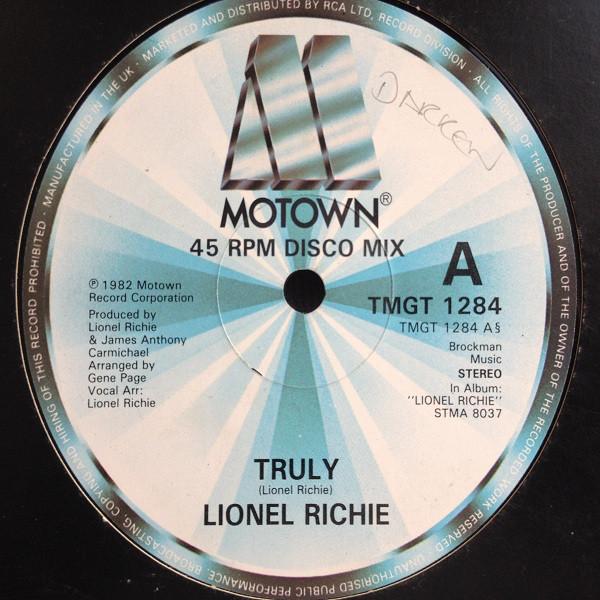 MANUFACTURED IN THE UK · MARKETED AND DISTRIBUTED BY RCA LTD, RECORD DIVISION · ALL RIGHTS OF THE PRODUCER AND OF THE OWNER OF THE RECORDED WORK RESERVED · UNAUTHORISED PUBLIC PERFORMANCE, BROADCASTING, COPYING AND HIRING OF THIS RECORD PROHIBITED ·
DARREN
MOTOWN®
45 RPM DISCO MIX
A
TMGT 1284
TMGT 1284 A§
℗ 1982 Motown
Record Corporation
Produced by
Lionel Richie
& James Anthony
Carmichael
Arranged by
Gene Page
Vocal Arr:
Lionel Richie
Brockman
Music
STEREO
In Album:
"LIONEL RICHIE"
STMA 8037
TRULY
(Lionel Richie)
LIONEL RICHIE